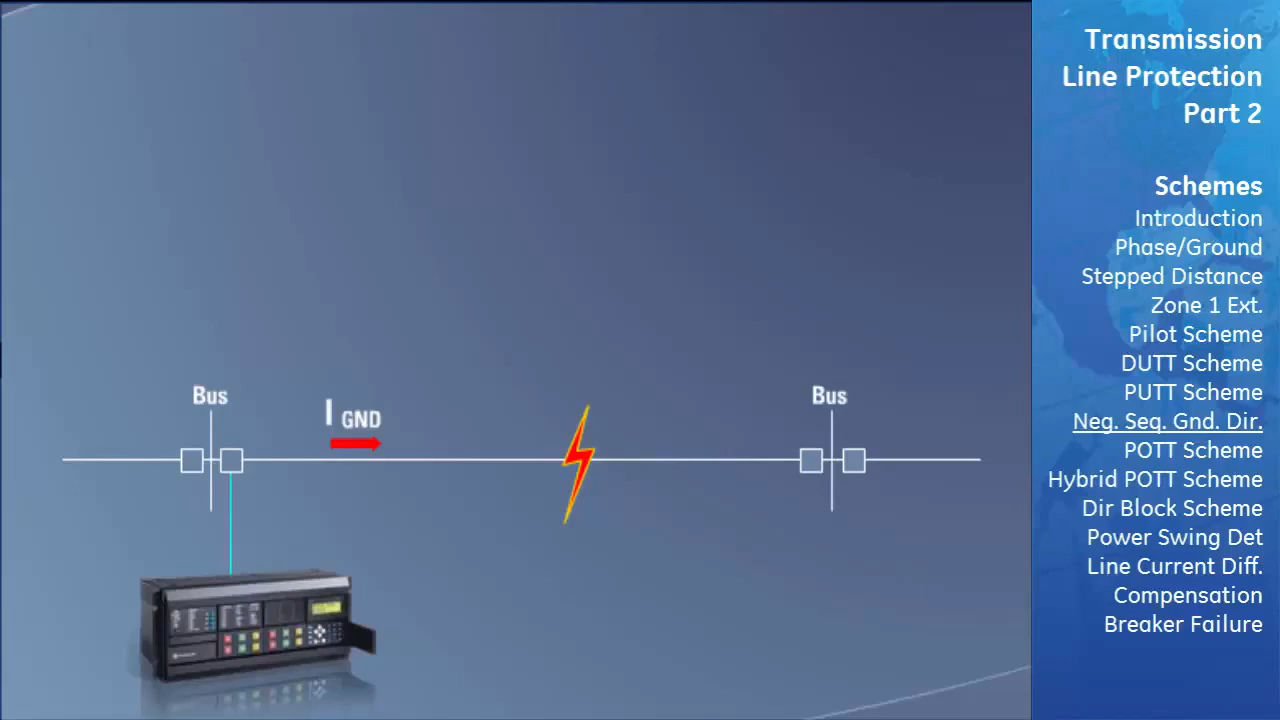 Transmission
Line Protection
Part 2
Schemes
Introduction
Phase/Ground
Stepped Distance
Zone 1 Ext.
Pilot Scheme
DUTT Scheme
PUTT Scheme
Neg. Seq. Gnd. Dir.
POTT Scheme
Hybrid POTT Scheme
Dir Block Scheme
Power Swing Det
Line Current Diff.
Compensation
Breaker Failure
Bus
I GND
Bus